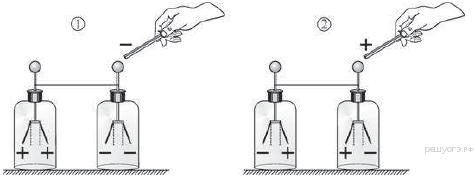 ① ②
− +
+ + − − − + + −
решуогэ.рф